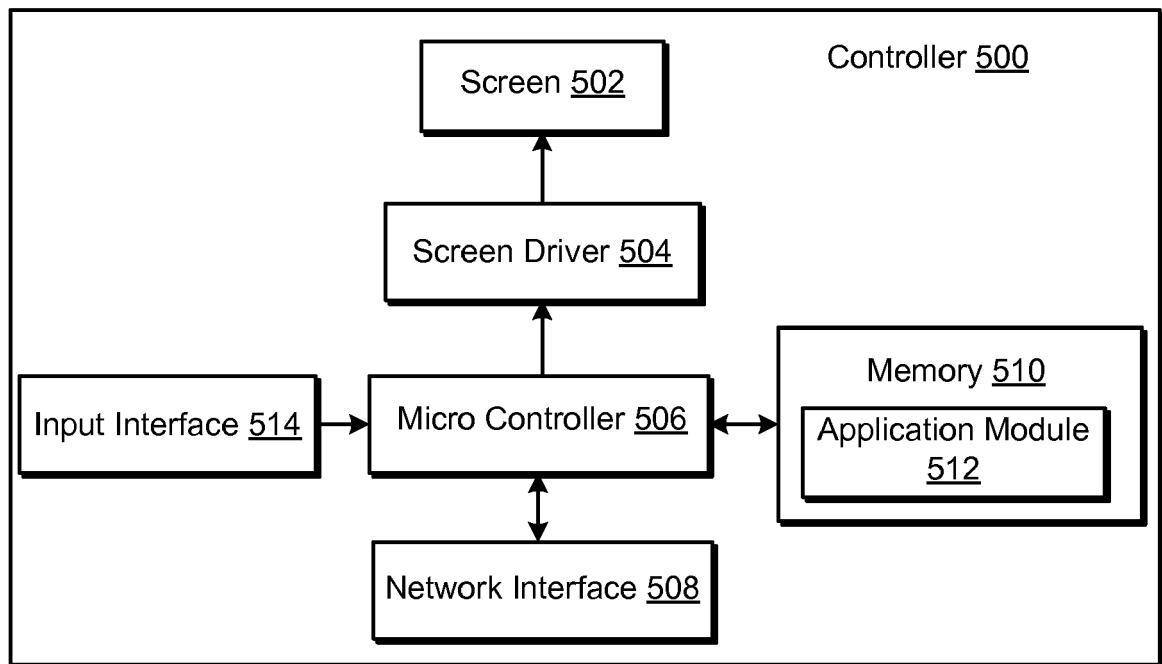 Controller 500
Screen 502
Screen Driver 504
Input Interface 514
Micro Controller 506
Memory 510
Application Module
512
Network Interface 508